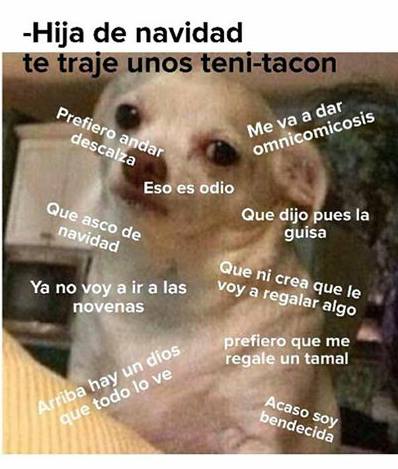 -Hija de navidad
te traje unos teni-tacon
Prefiero andar
descalza
Me va a dar
omnicomicosis
Eso es odio
Que asco de
navidad
Que dijo pues la
guisa
Ya no voy a ir a las
novenas
Que ni crea que le
voy a regalar algo
prefiero que me
regale un tamal
Arriba hay un dios
que todo lo ve
Acaso soy
bendecida